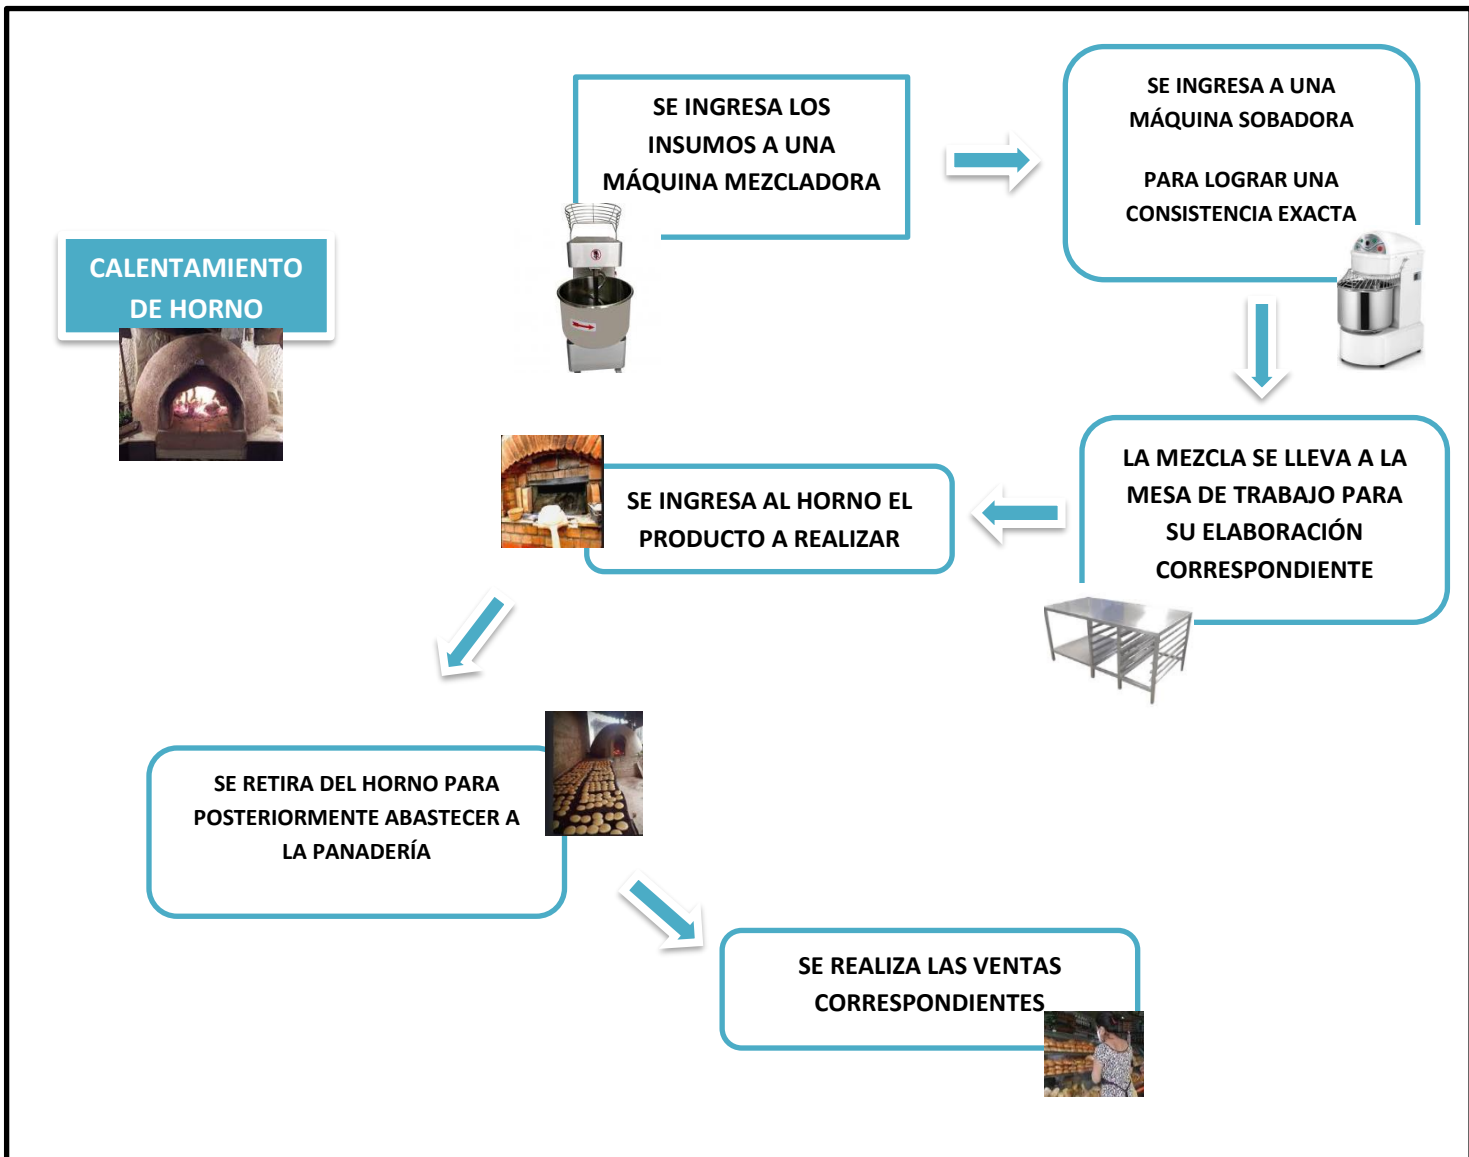 CALENTAMIENTO
DE HORNO
SE INGRESA LOS
INSUMOS A UNA
MÁQUINA MEZCLADORA
SE INGRESA A UNA
MÁQUINA SOBADORA
PARA LOGRAR UNA
CONSISTENCIA EXACTA
LA MEZCLA SE LLEVA A LA
MESA DE TRABAJO PARA
SU ELABORACIÓN
CORRESPONDIENTE
SE INGRESA AL HORNO EL
PRODUCTO A REALIZAR
SE RETIRA DEL HORNO PARA
POSTERIORMENTE ABASTECER A
LA PANADERÍA
SE REALIZA LAS VENTAS
CORRESPONDIENTES